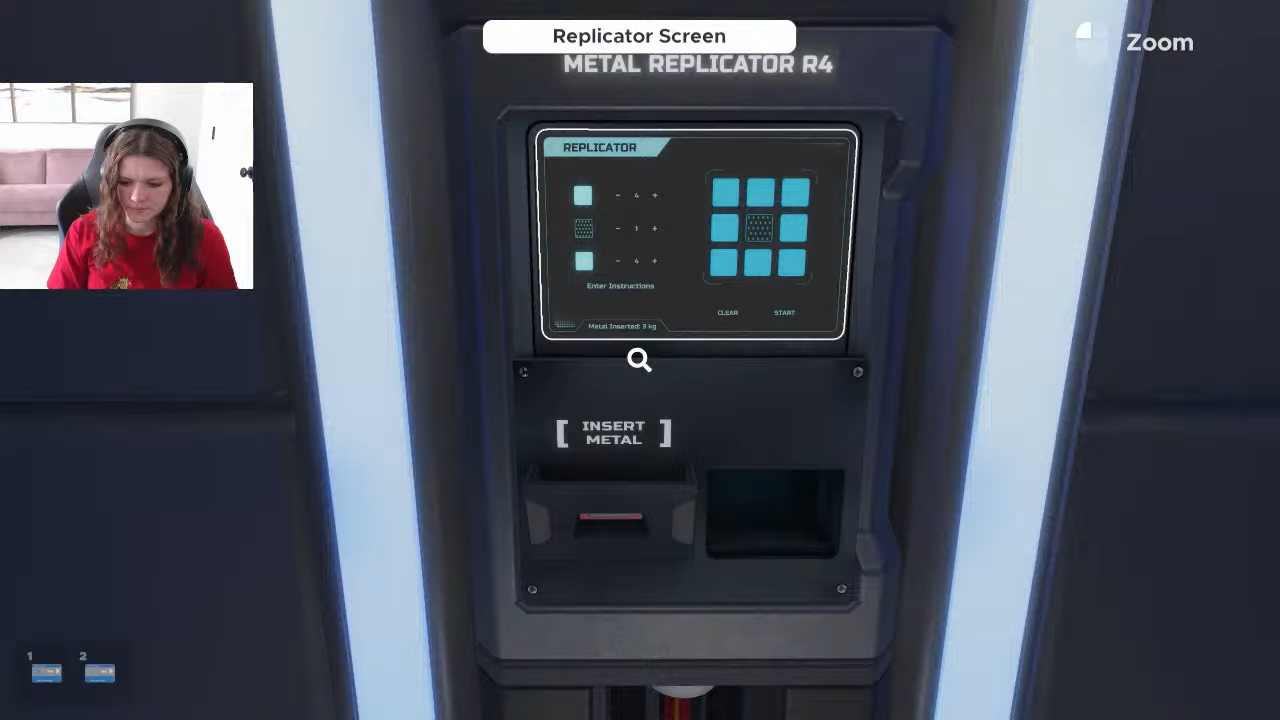 Replicator Screen
Zoom
METAL REPLICATOR R4
REPLICATOR
- 4 +
- 1 +
- 4 +
Enter Instructions
CLEAR START
Metal Inserted: 3 kg
[ INSERT
METAL ]
1 2